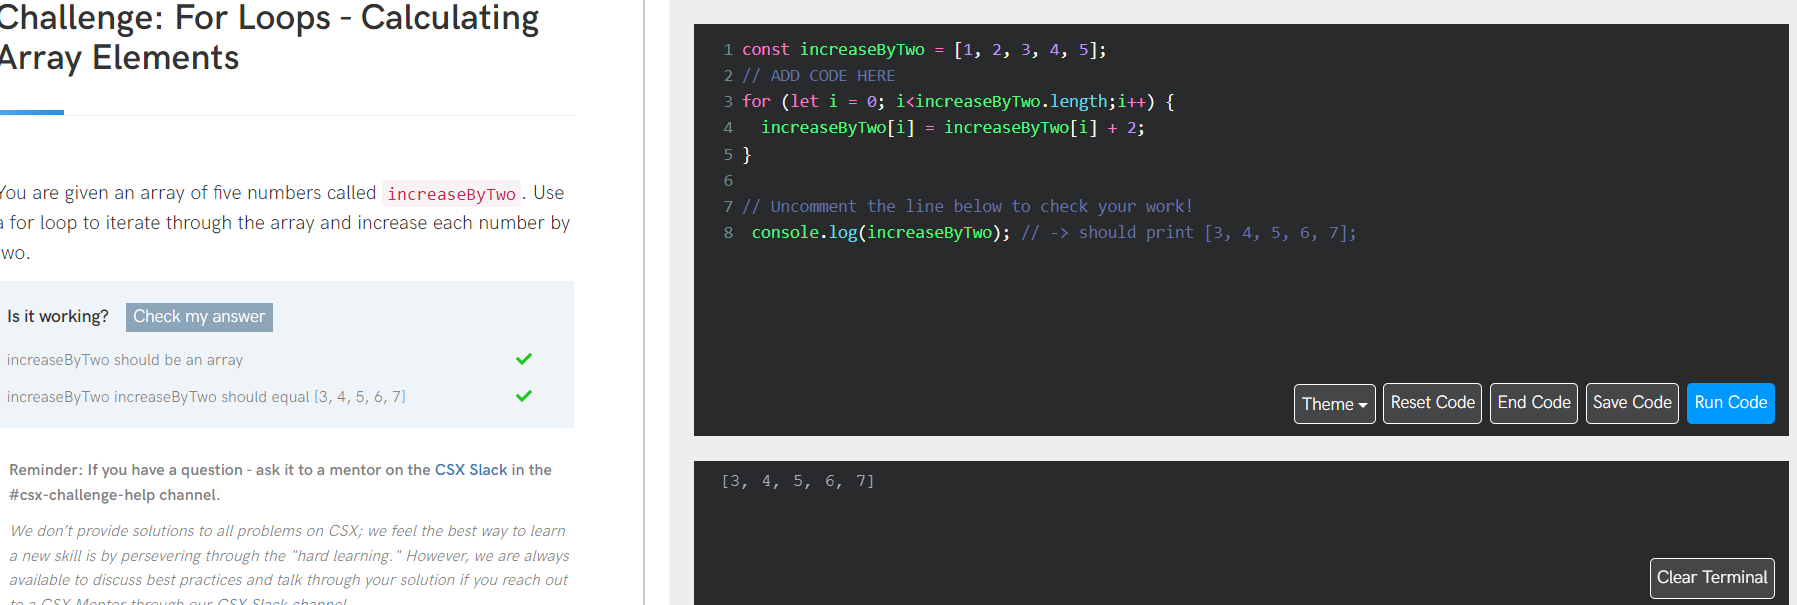 Challenge: For Loops - Calculating
Array Elements
You are given an array of five numbers called increaseByTwo. Use
a for loop to iterate through the array and increase each number by
two.
Is it working? Check my answer
increaseByTwo should be an array
increaseByTwo increaseByTwo should equal [3, 4, 5, 6, 7]
Reminder: If you have a question - ask it to a mentor on the CSX Slack in the
#csx-challenge-help channel.
We don't provide solutions to all problems on CSX; we feel the best way to learn
a new skill is by persevering through the "hard learning." However, we are always
available to discuss best practices and talk through your solution if you reach out
to a CSX Mentor through our CSX Slack channel.
1 const increaseByTwo = [1, 2, 3, 4, 5];
2 // ADD CODE HERE
3 for (let i = 0; i<increaseByTwo.length;i++) {
4 increaseByTwo[i] = increaseByTwo[i] + 2;
5 }
6
7 // Uncomment the line below to check your work!
8 console.log(increaseByTwo); // -> should print [3, 4, 5, 6, 7];
Theme Reset Code End Code Save Code Run Code
[3, 4, 5, 6, 7]
Clear Terminal